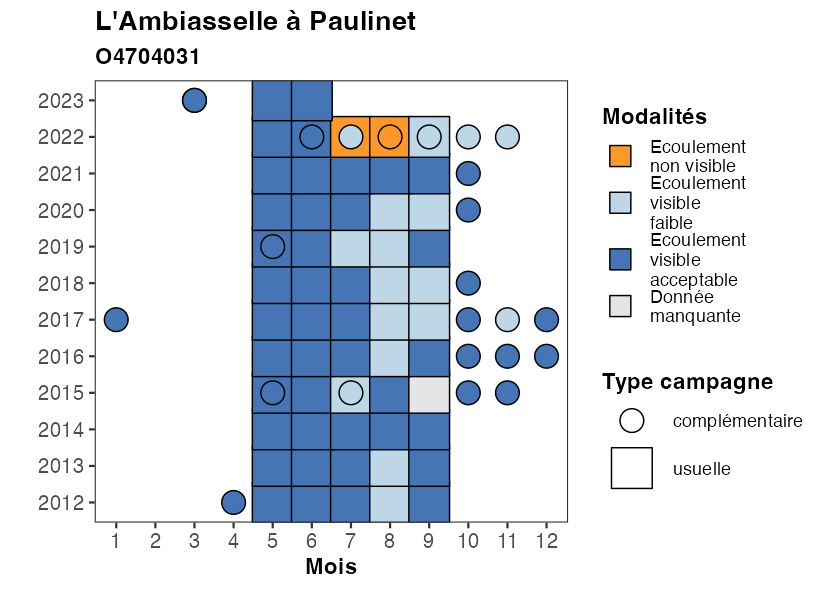 L'Ambiasselle à Paulinet
O4704031
2023
2022
2021
2020
2019
2018
2017
2016
2015
2014
2013
2012
1 2 3 4 5 6 7 8 9 10 11 12
Mois
Modalités
Ecoulement
non visible
Ecoulement
visible
faible
Ecoulement
visible
acceptable
Donnée
manquante
Type campagne
complémentaire
usuelle